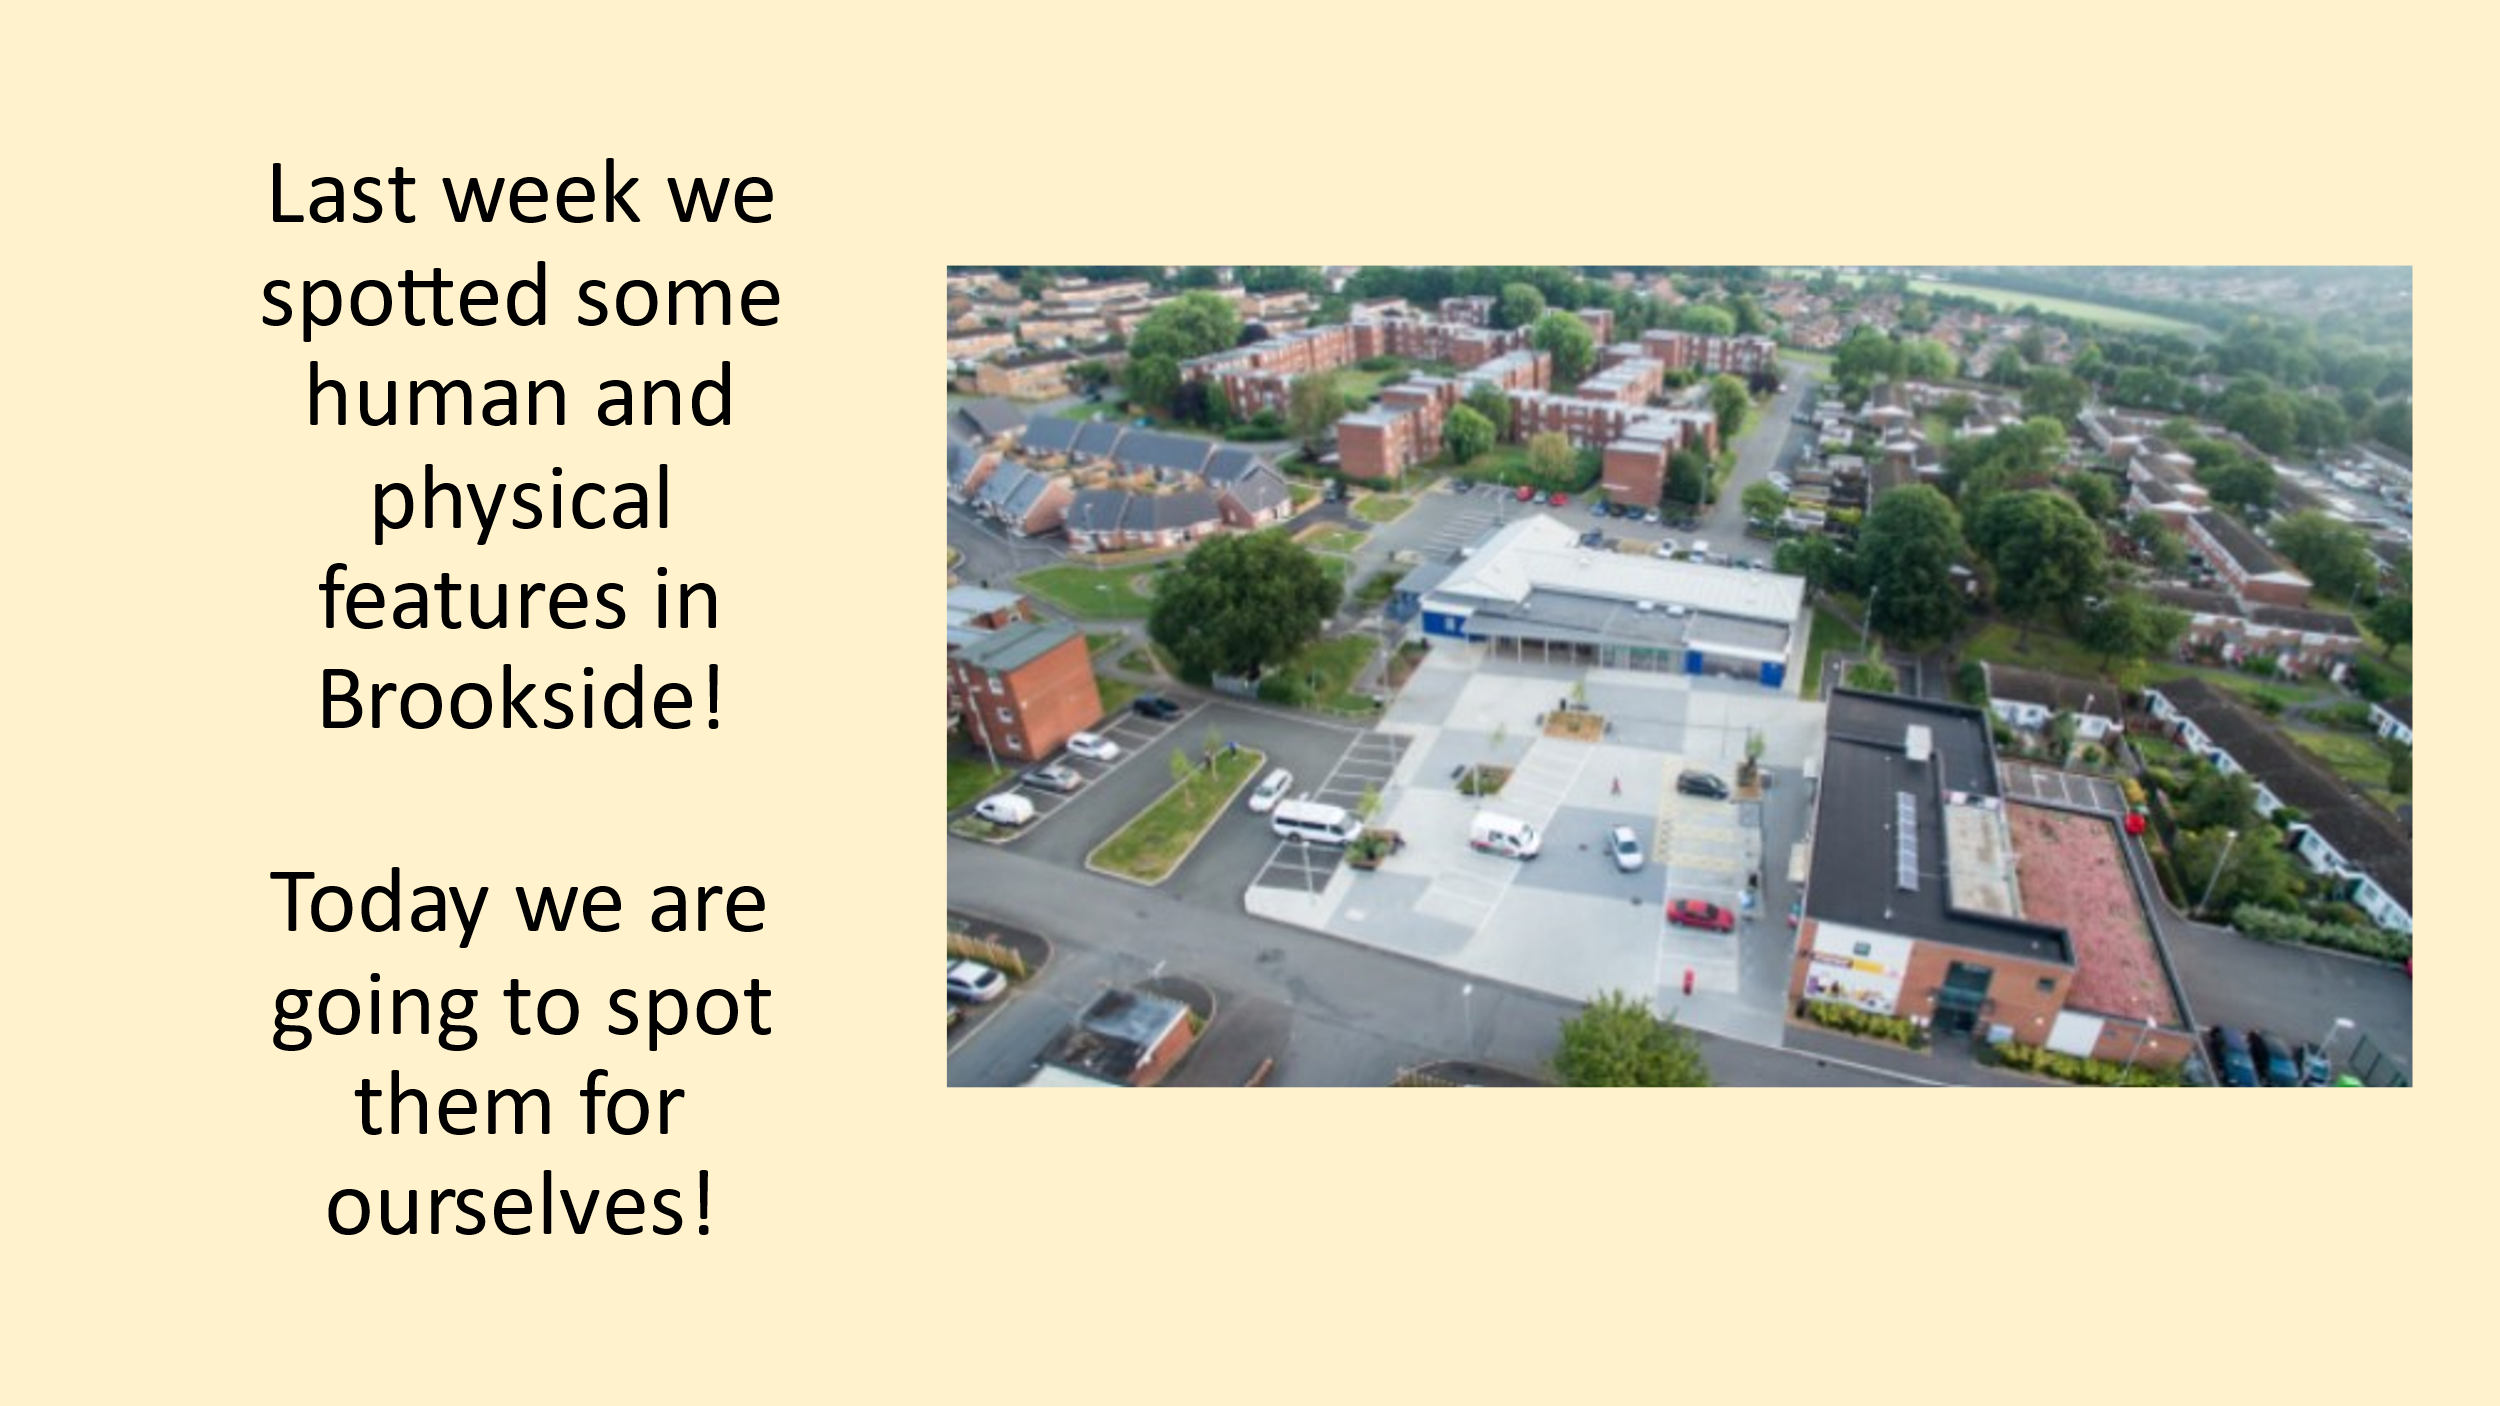 Last week we
spotted some
human and
physical
features in
Brookside!
Today we are
going to spot
them for
ourselves!